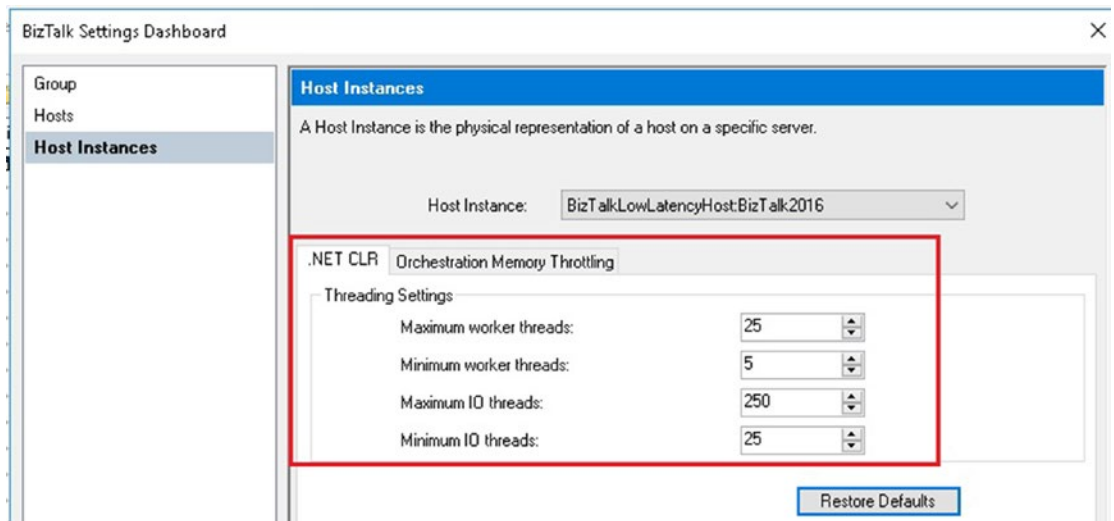 BizTalk Settings Dashboard
Group
Hosts
Host Instances
Host Instances
A Host Instance is the physical representation of a host on a specific server.
Host Instance: BizTalkLowLatencyHost:BizTalk2016
.NET CLR Orchestration Memory Throttling
Threading Settings
Maximum worker threads: 25
Minimum worker threads: 5
Maximum IO threads: 250
Minimum IO threads: 25
Restore Defaults